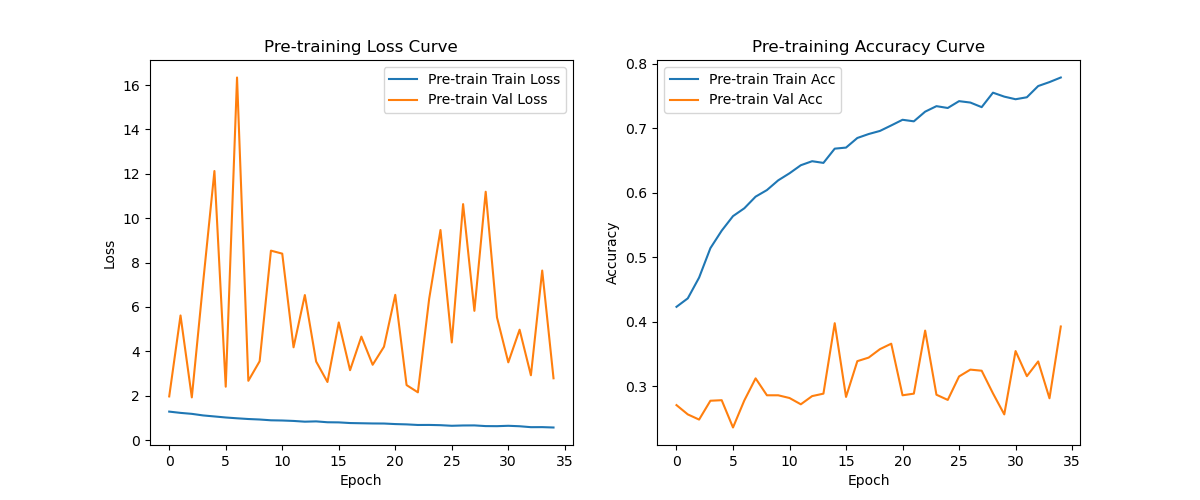 Pre-training Loss Curve
Pre-train Train Loss
Pre-train Val Loss
16
14
12
10
8
6
4
2
0
Loss
0 5 10 15 20 25 30 35
Epoch
Pre-training Accuracy Curve
Pre-train Train Acc
Pre-train Val Acc
0.8
0.7
0.6
0.5
0.4
0.3
Accuracy
0 5 10 15 20 25 30 35
Epoch